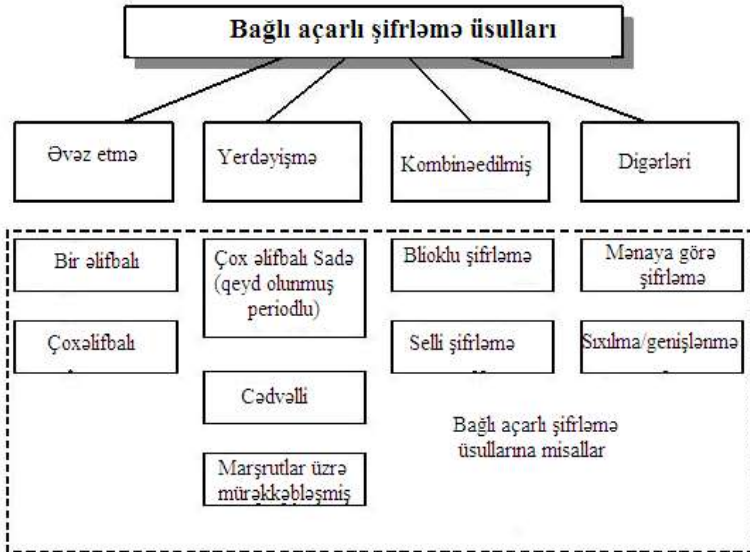 Bağlı açarlı şifrləmə üsulları
Əvəz etmə
Yerdəyişmə
Kombinəedilmiş
Digərləri
Bir əlifbalı
Çoxəlifbalı
Çox əlifbalı Sadə
(qeyd olunmuş
periodlu)
Cədvəlli
Marşrutlar üzrə
mürəkkəbləşmiş
Blioklu şifrləmə
Selli şifrləmə
Mənaya görə
şifrləmə
Sıxılma/genişlənmə
Bağlı açarlı şifrləmə
üsullarına misallar